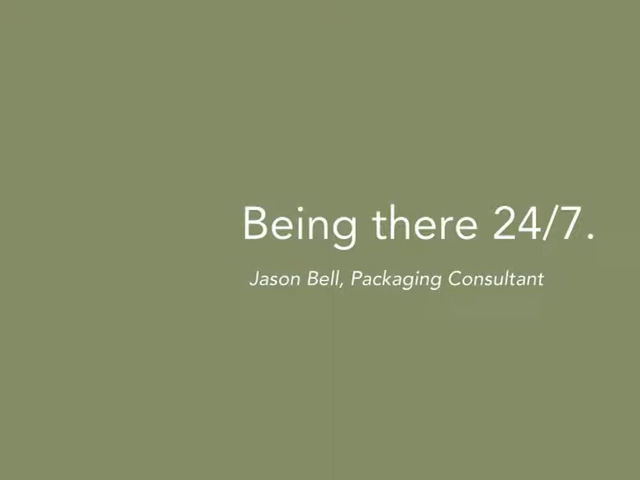 Being there 24/7.
Jason Bell, Packaging Consultant